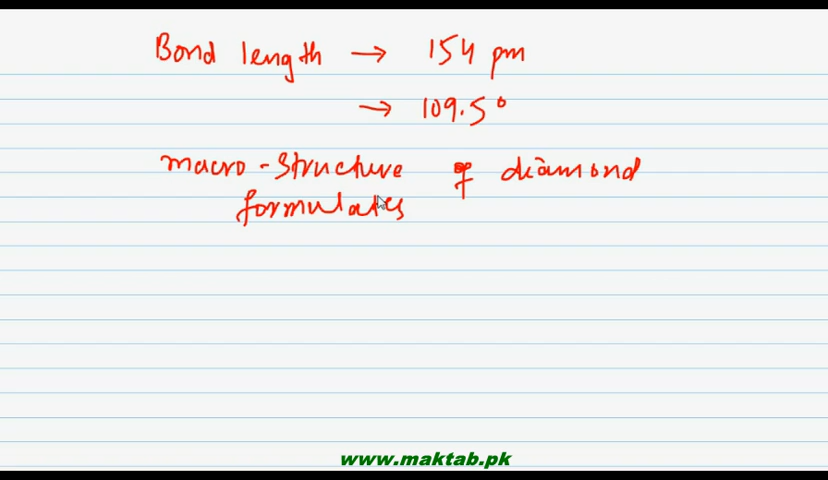 Bond length → 154 pm
→ 109.5°
macro-structure of diamond
formulates
www.maktab.pk